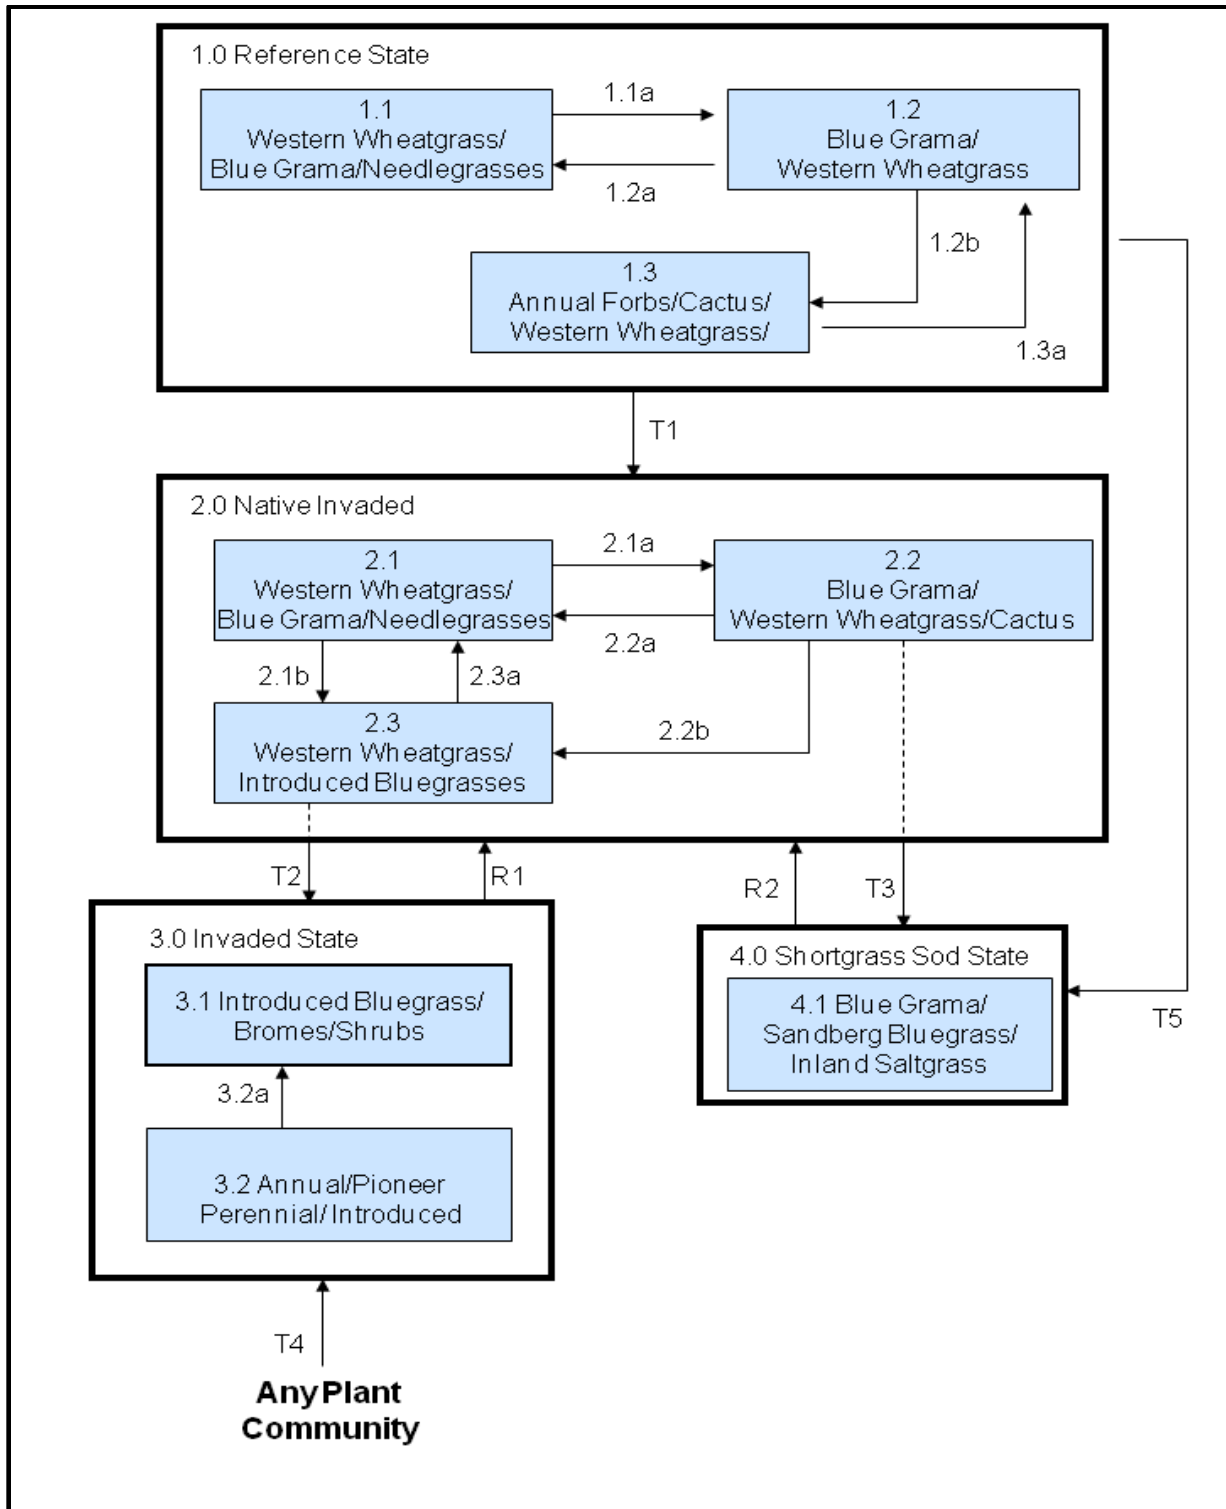 1.0 Reference State
1.1
Western Wheatgrass/
Blue Grama/Needlegrasses
1.1a
1.2a
1.2
Blue Grama/
Western Wheatgrass
1.2b
1.3
Annual Forbs/Cactus/
Western Wheatgrass/
1.3a
T1
2.0 Native Invaded
2.1
Western Wheatgrass/
Blue Grama/Needlegrasses
2.1a
2.2a
2.2
Blue Grama/
Western Wheatgrass/Cactus
2.1b
2.3a
2.3
Western Wheatgrass/
Introduced Bluegrasses
2.2b
T2
R1
R2
T3
3.0 Invaded State
3.1 Introduced Bluegrass/
Bromes/Shrubs
3.2a
3.2 Annual/Pioneer
Perennial/ Introduced
4.0 Shortgrass Sod State
4.1 Blue Grama/
Sandberg Bluegrass/
Inland Saltgrass
T5
T4
Any Plant
Community